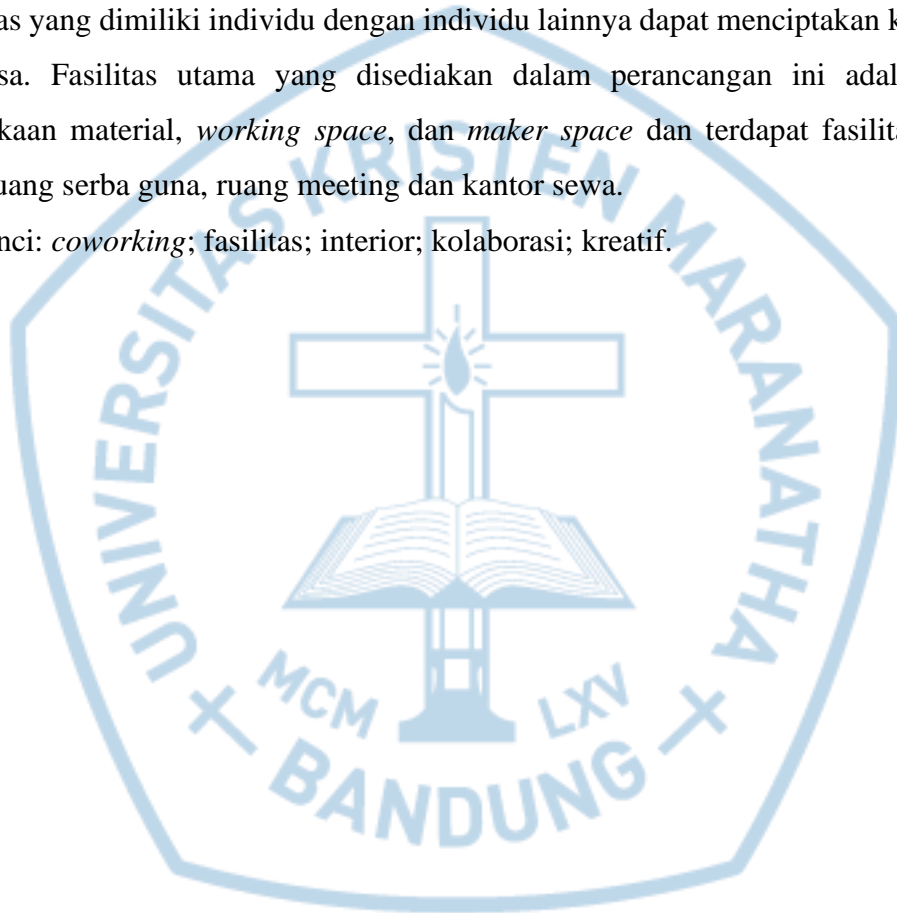 as yang dimiliki individu dengan individu lainnya dapat menciptakan k
sa. Fasilitas utama yang disediakan dalam perancangan ini adal
kaan material, working space, dan maker space dan terdapat fasilita
uang serba guna, ruang meeting dan kantor sewa.
nci: coworking; fasilitas; interior; kolaborasi; kreatif.
UNIVERSITAS KRISTEN MARANATHA
MCM LXV
BANDUNG